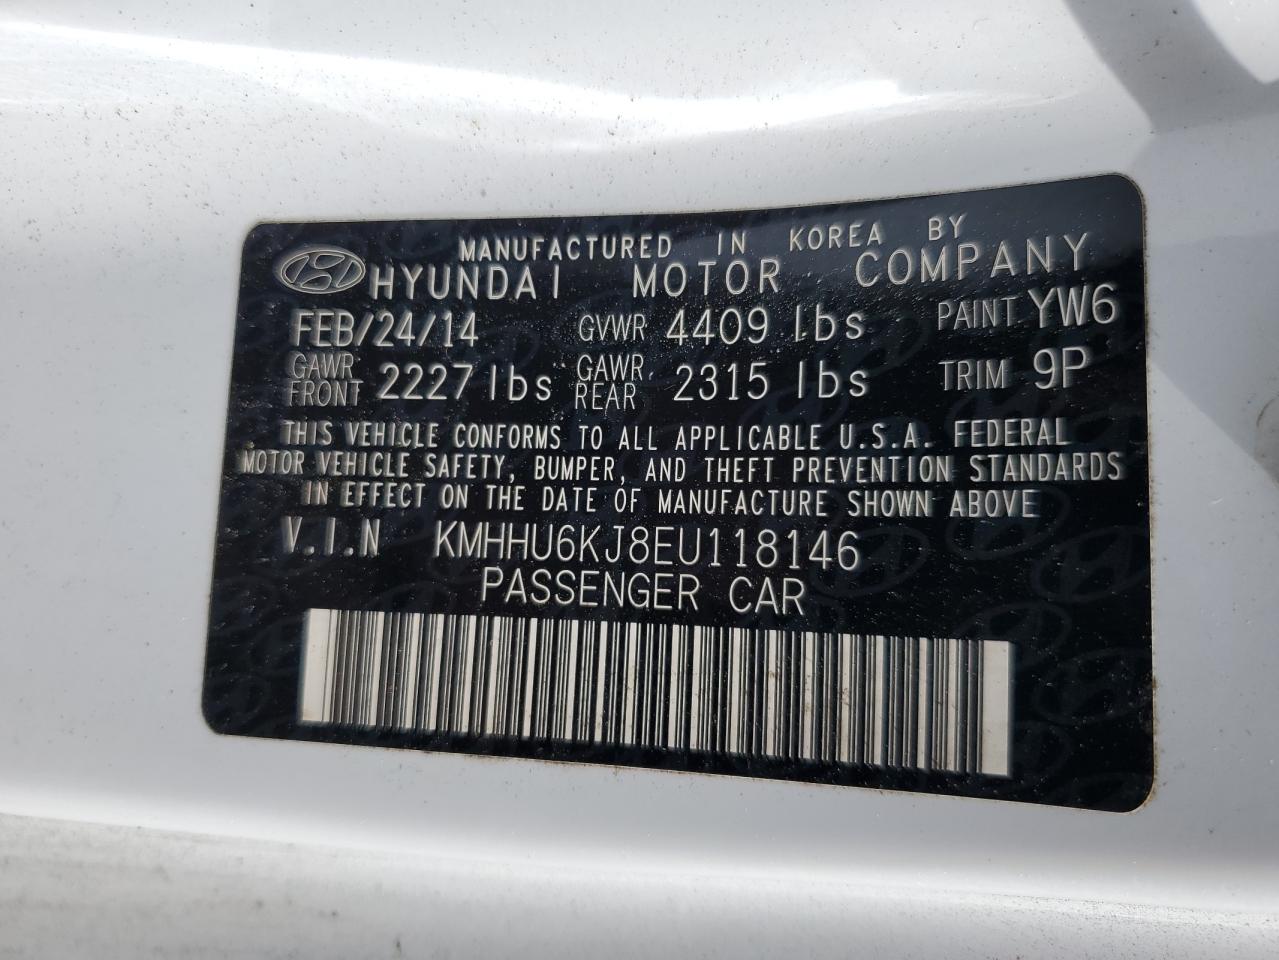 MANUFACTURED IN KOREA BY
HYUNDAI MOTOR COMPANY
FEB/24/14 GVWR 4409 lbs PAINT YW6
GAWR FRONT 2227 lbs GAWR REAR 2315 lbs TRIM 9P
THIS VEHICLE CONFORMS TO ALL APPLICABLE U.S.A. FEDERAL
MOTOR VEHICLE SAFETY, BUMPER, AND THEFT PREVENTION STANDARDS
IN EFFECT ON THE DATE OF MANUFACTURE SHOWN ABOVE
V.I.N KMHHU6KJ8EU118146
PASSENGER CAR